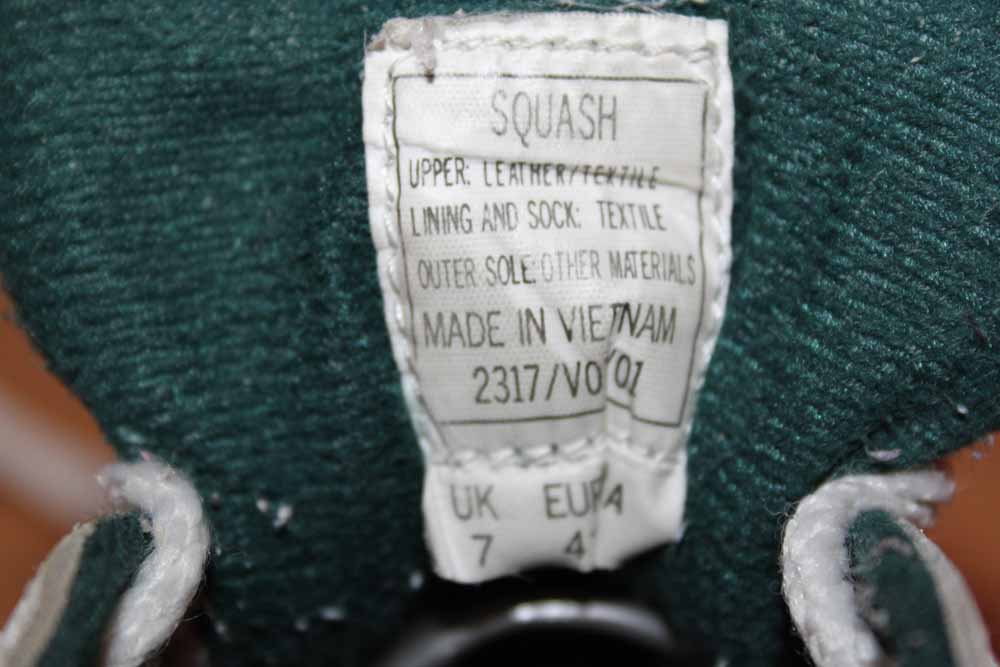 SQUASH
UPPER: LEATHER/TEXTILE
LINING AND SOCK: TEXTILE
OUTER SOLE: OTHER MATERIALS
MADE IN VIETNAM
UK
7